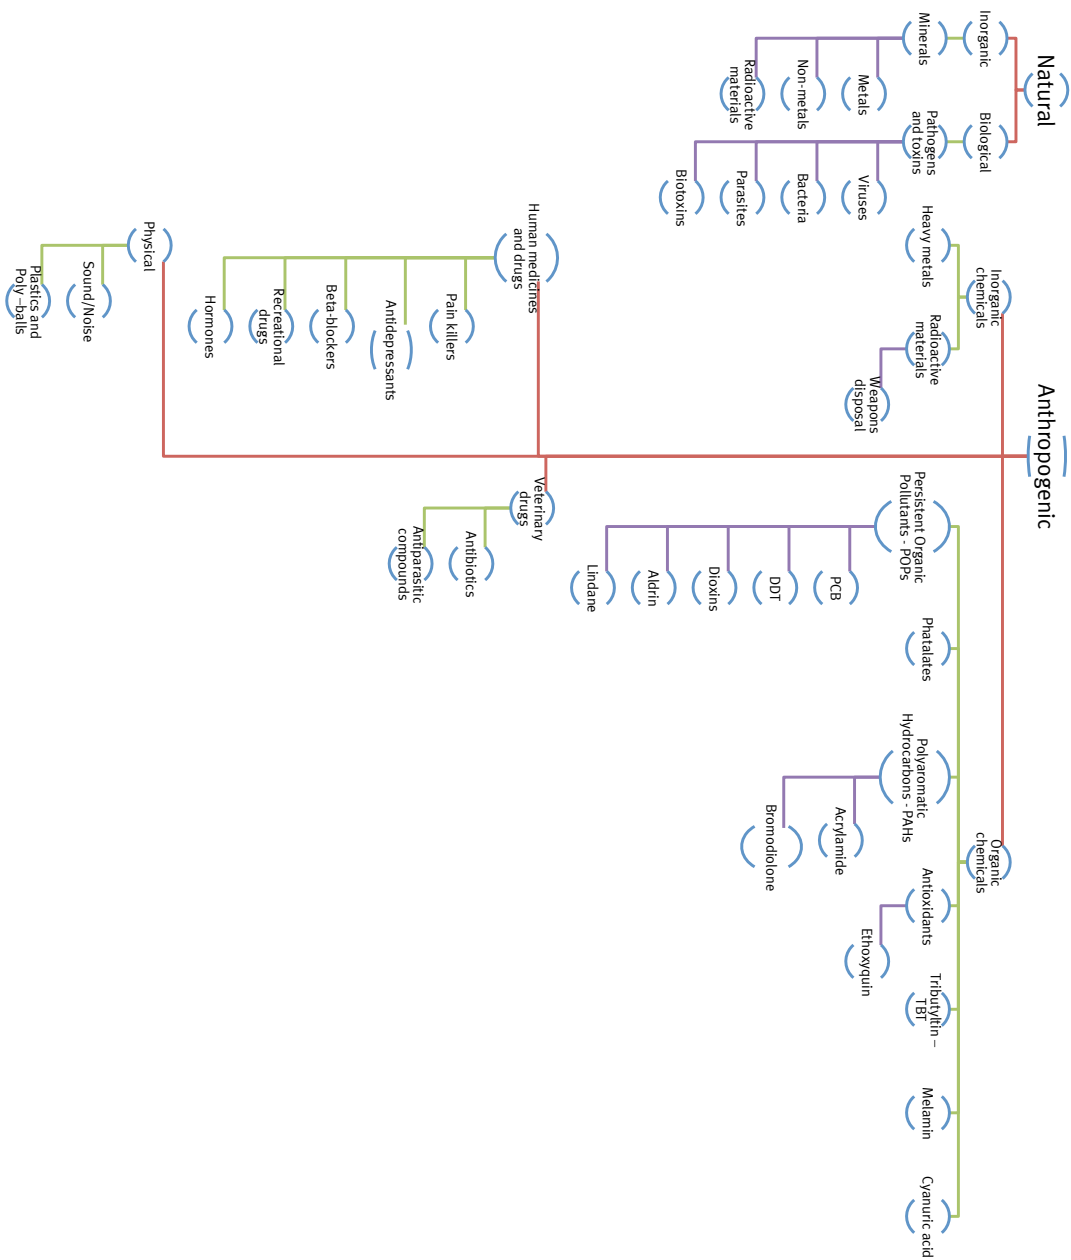 Natural
Inorganic
Minerals
Metals
Non-metals
Radioactive
materials
Biological
Pathogens
and toxins
Viruses
Bacteria
Parasites
Biotoxins
Anthropogenic
Inorganic
chemicals
Heavy metals
Radioactive
materials
Weapons
disposal
Organic
chemicals
Persistent Organic
Pollutants - POPs
PCB
DDT
Dioxins
Aldrin
Lindane
Phatalates
Polyaromatic
Hydrocarbons - PAHs
Acrylamide
Bromodiolone
Antioxidants
Ethoxyquin
Tributyltin –
TBT
Melamin
Cyanuric acid
Human medicines
and drugs
Pain killers
Antidepressants
Beta-blockers
Recreational
drugs
Hormones
Veterinary
drugs
Antibiotics
Antiparasitic
compounds
Physical
Sound/Noise
Plastics and
Poly –balls